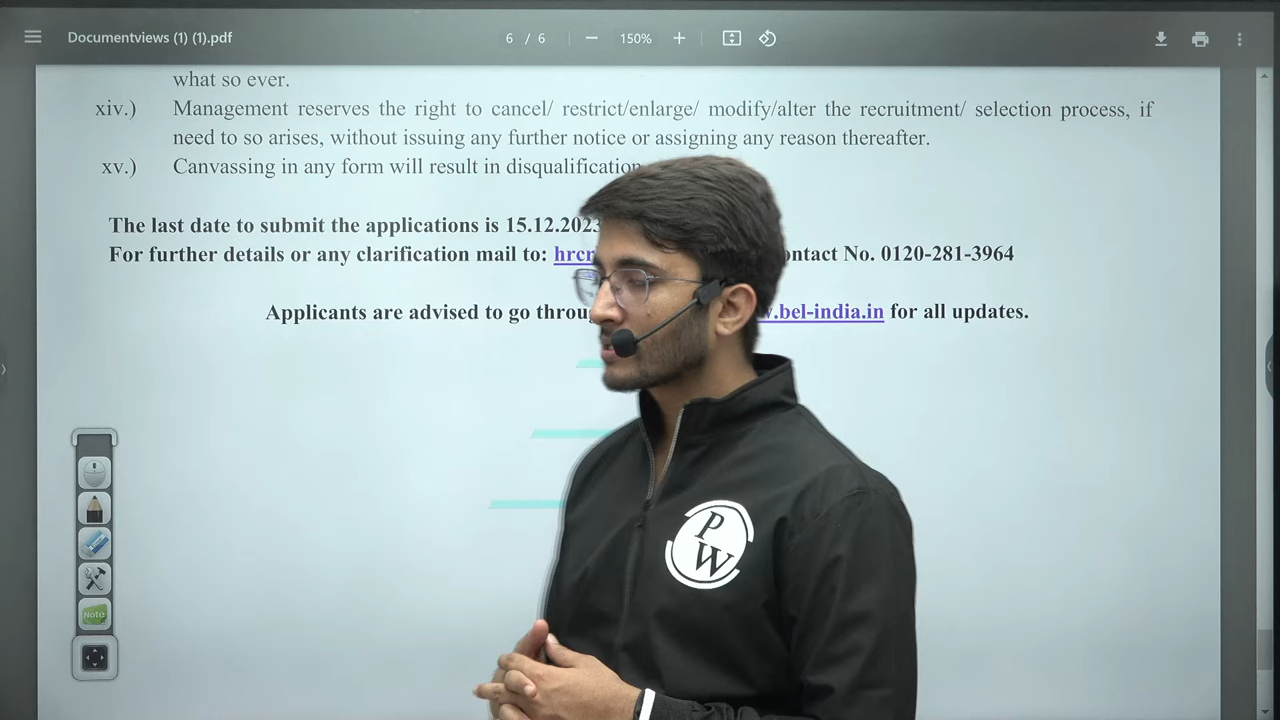 Documentviews (1) (1).pdf
6 / 6
150%
what so ever.
xiv.) Management reserves the right to cancel/ restrict/enlarge/ modify/alter the recruitment/ selection process, if
need to so arises, without issuing any further notice or assigning any reason thereafter.
xv.) Canvassing in any form will result in disqualification
The last date to submit the applications is 15.12.2023
For further details or any clarification mail to: hrcr ontact No. 0120-281-3964
Applicants are advised to go throu .bel-india.in for all updates.
Note
PW